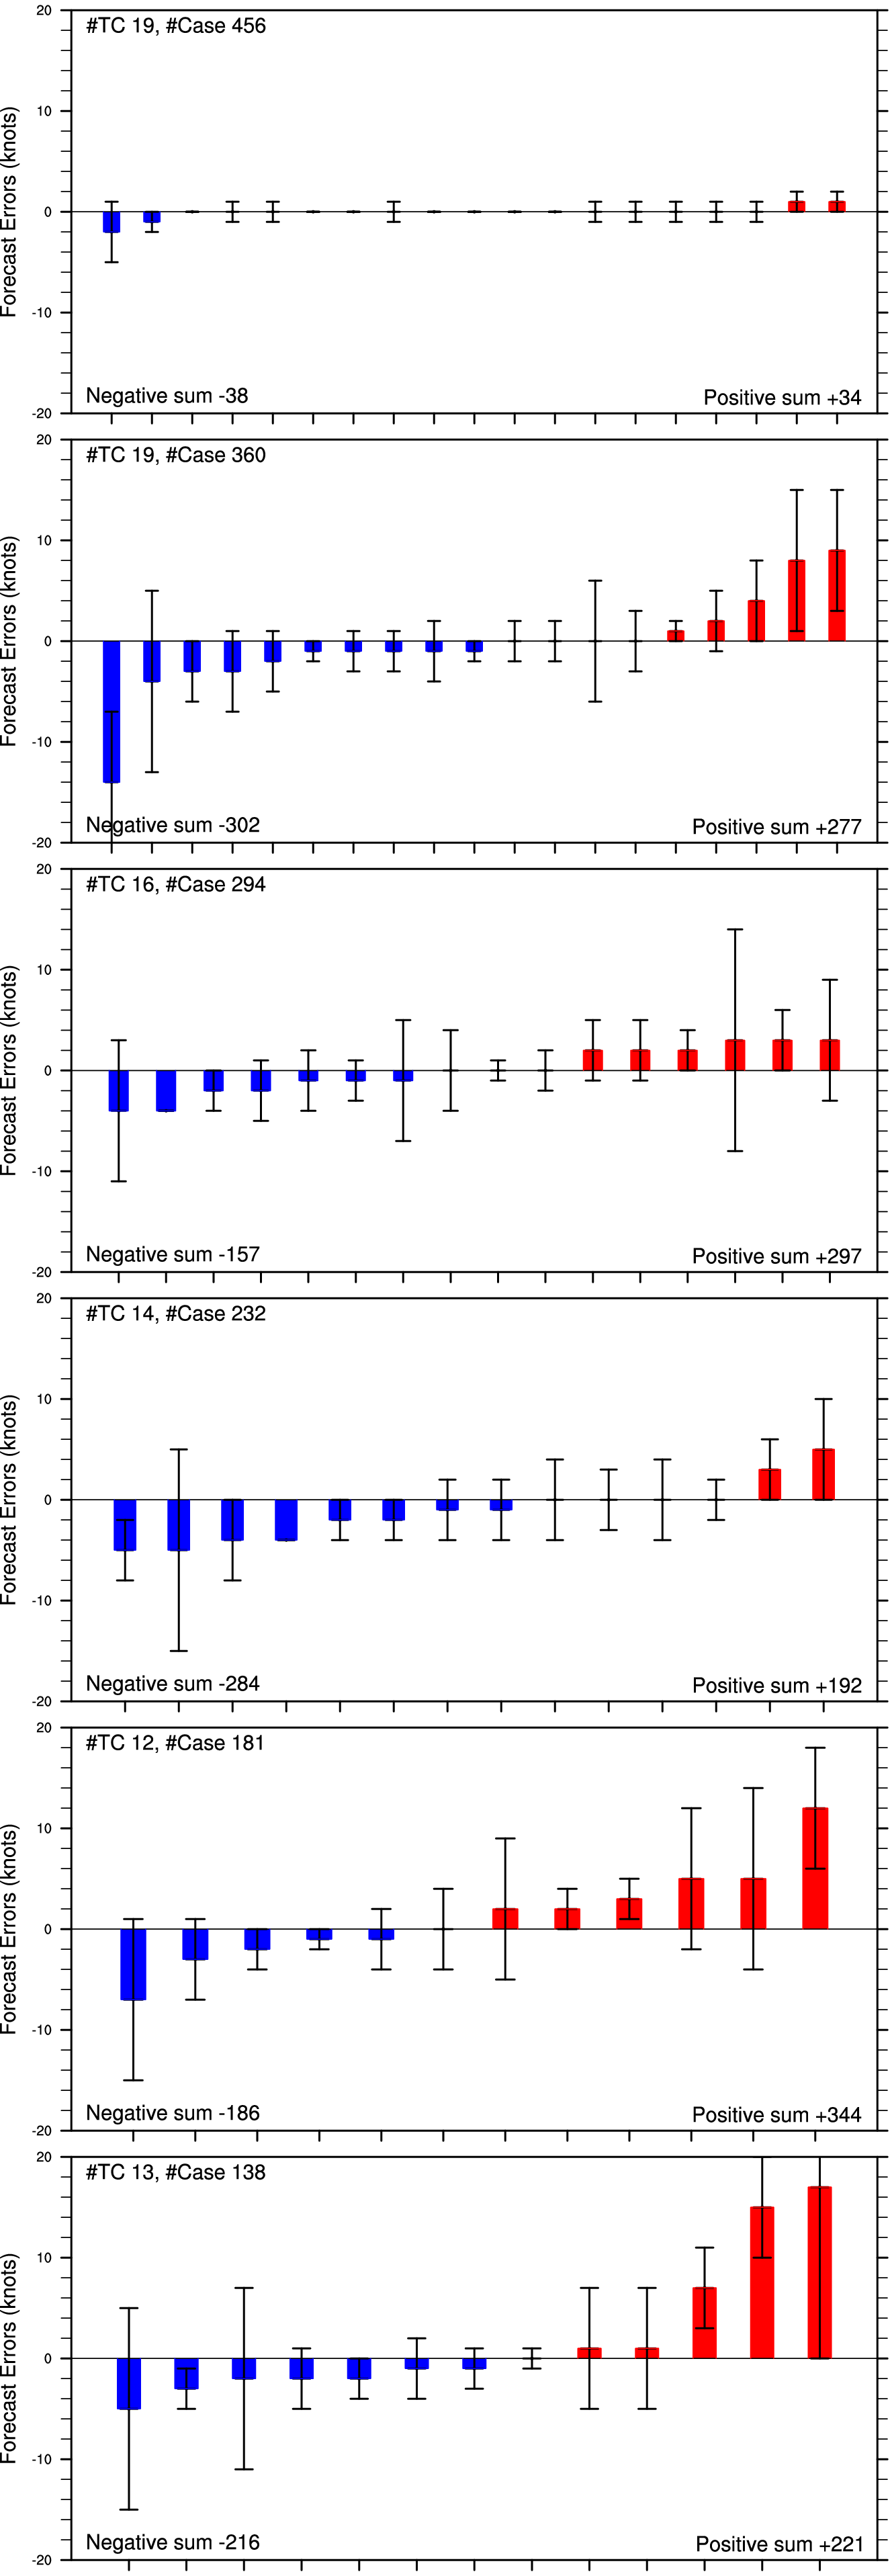 #TC 19, #Case 456
Forecast Errors (knots)
20
10
0
-10
-20
Negative sum -38
Positive sum +34
#TC 19, #Case 360
Forecast Errors (knots)
20
10
0
-10
-20
Negative sum -302
Positive sum +277
#TC 16, #Case 294
Forecast Errors (knots)
20
10
0
-10
-20
Negative sum -157
Positive sum +297
#TC 14, #Case 232
Forecast Errors (knots)
20
10
0
-10
-20
Negative sum -284
Positive sum +192
#TC 12, #Case 181
Forecast Errors (knots)
20
10
0
-10
-20
Negative sum -186
Positive sum +344
#TC 13, #Case 138
Forecast Errors (knots)
20
10
0
-10
-20
Negative sum -216
Positive sum +221